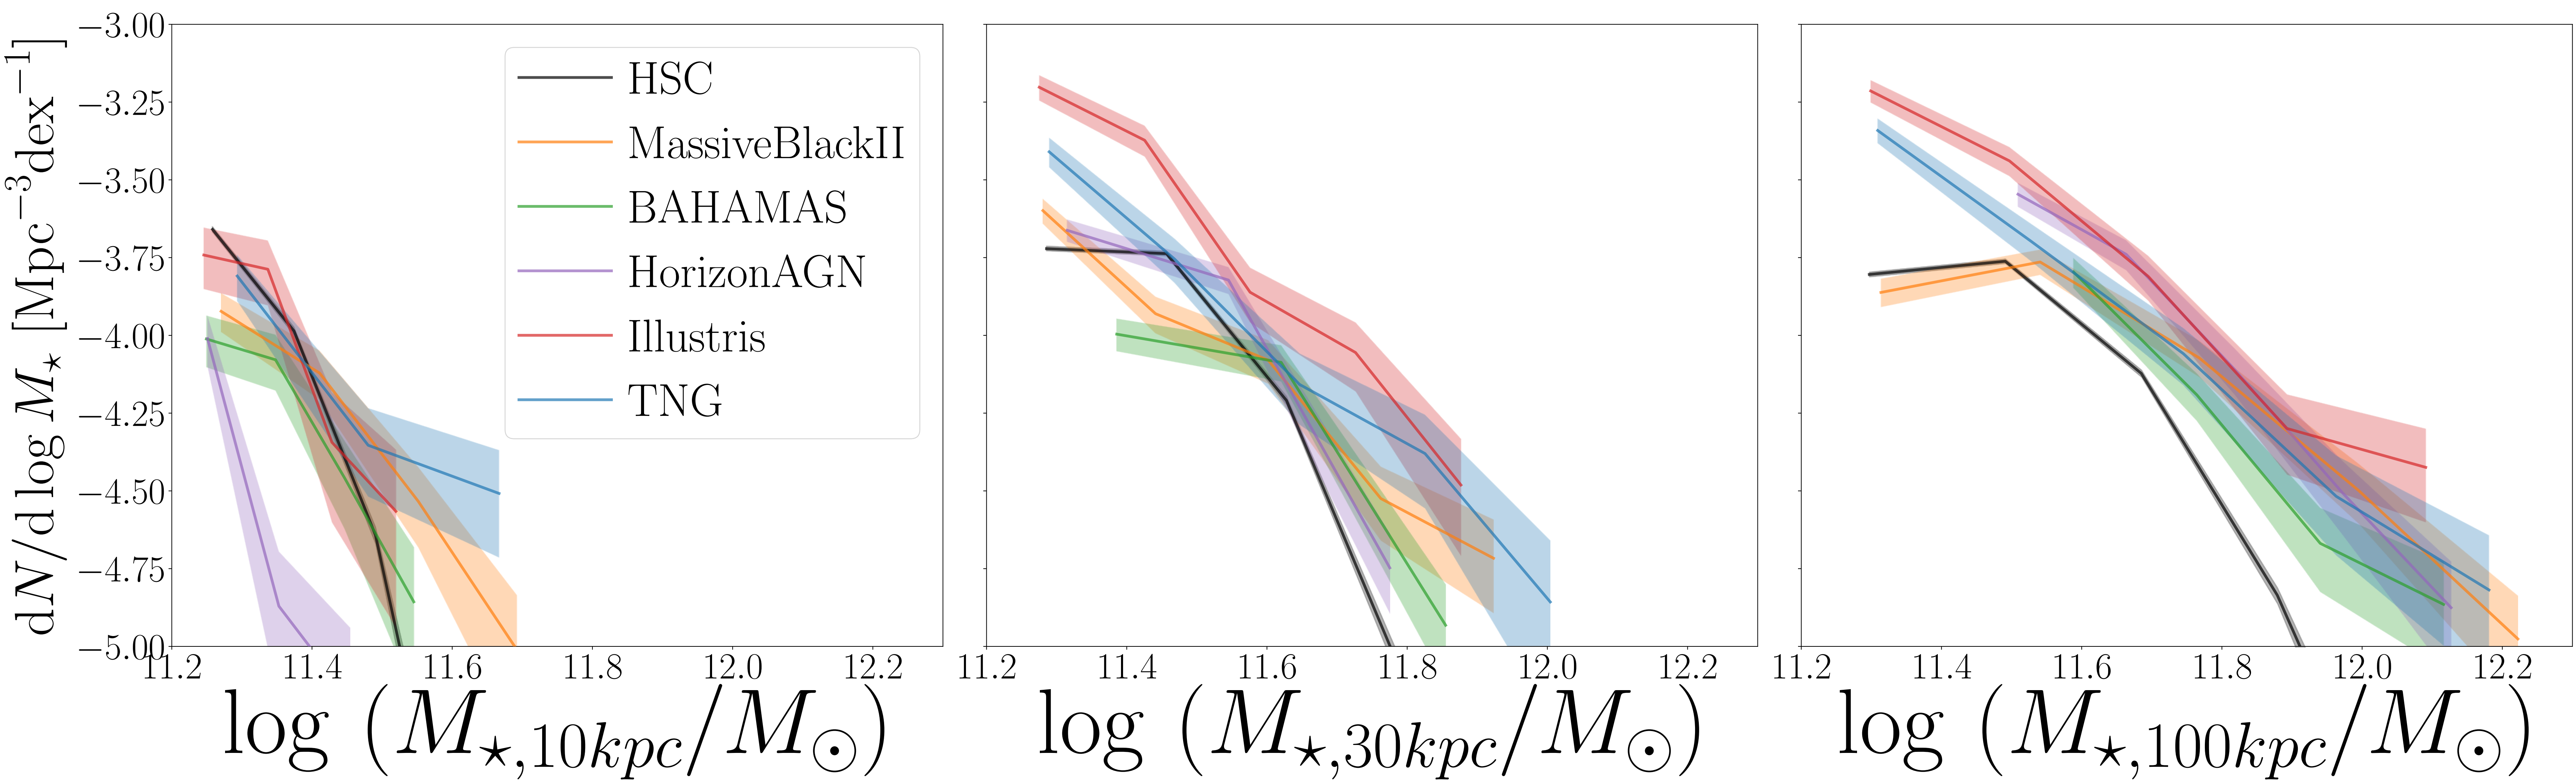 dN/d log M⋆ [Mpc⁻³dex⁻¹]
−3.00
−3.25
−3.50
−3.75
−4.00
−4.25
−4.50
−4.75
−5.00
HSC
MassiveBlackII
BAHAMAS
HorizonAGN
Illustris
TNG
11.2 11.4 11.6 11.8 12.0 12.2
log (M⋆,10kpc/M⊙)
11.2 11.4 11.6 11.8 12.0 12.2
log (M⋆,30kpc/M⊙)
11.2 11.4 11.6 11.8 12.0 12.2
log (M⋆,100kpc/M⊙)